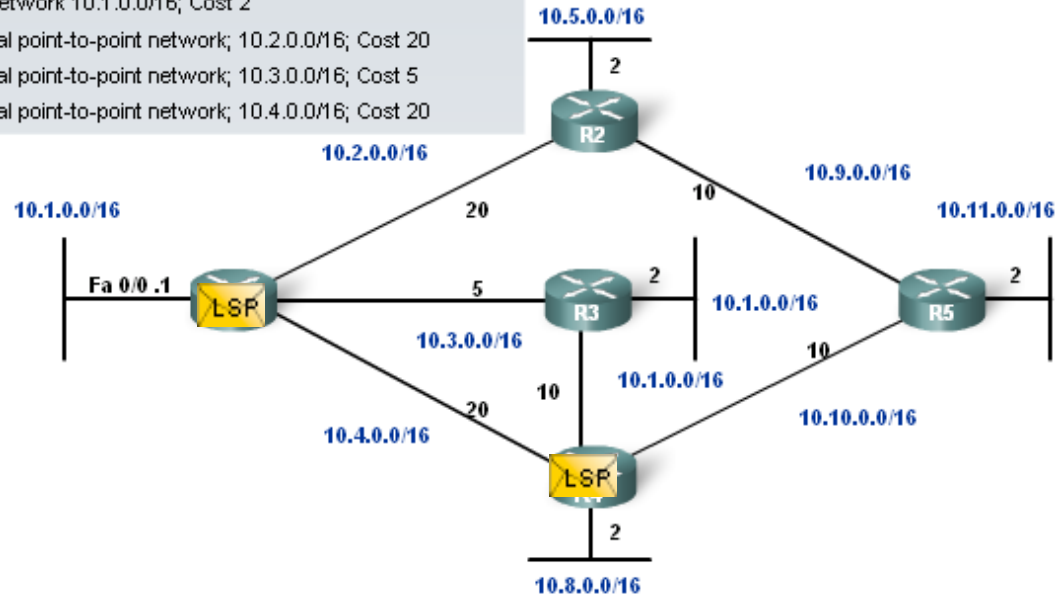 etwork 10.1.0.0/16; Cost 2
al point-to-point network; 10.2.0.0/16; Cost 20
al point-to-point network; 10.3.0.0/16; Cost 5
al point-to-point network; 10.4.0.0/16; Cost 20
10.5.0.0/16
2
R2
10.2.0.0/16
10.9.0.0/16
10
10.1.0.0/16
20
10.11.0.0/16
Fa 0/0 .1
LSP
5
R3
2
10.1.0.0/16
R5
2
10.3.0.0/16
10
10.1.0.0/16
10
20
10.4.0.0/16
10.10.0.0/16
LSP
2
10.8.0.0/16